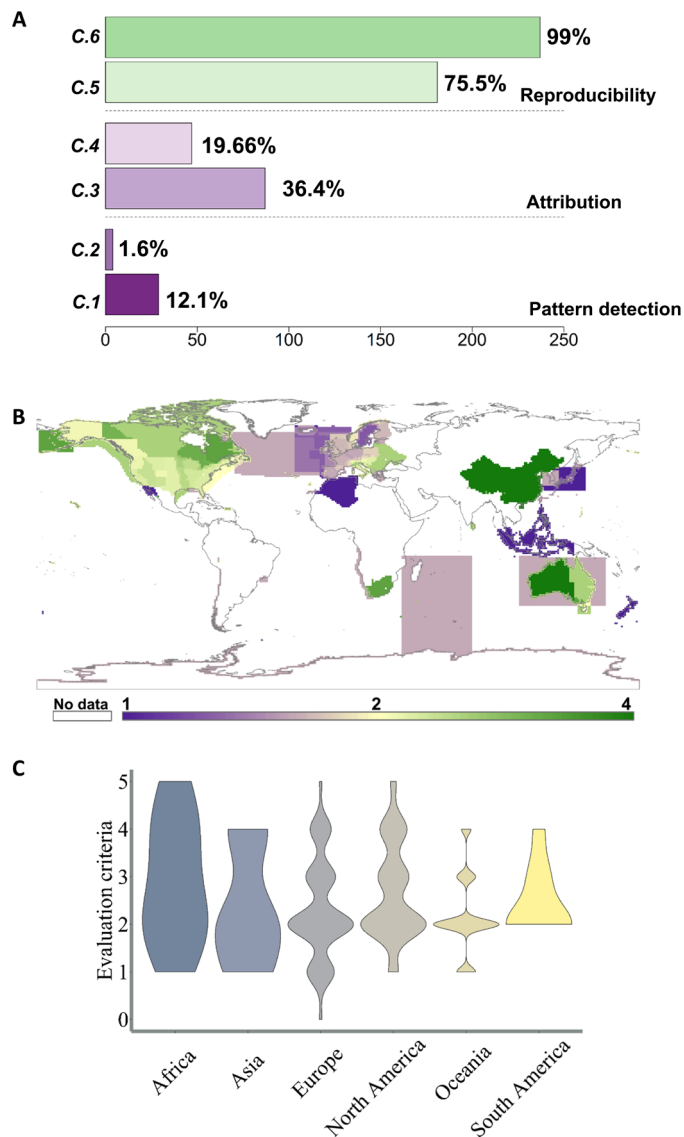 A
C.6 99%
C.5 75.5%
Reproducibility
C.4 19.66%
C.3 36.4%
Attribution
C.2 1.6%
C.1 12.1%
Pattern detection
0 50 100 150 200 250
B
No data 1 2 4
C
Evaluation criteria
5
4
3
2
1
0
Africa
Asia
Europe
North America
Oceania
South America